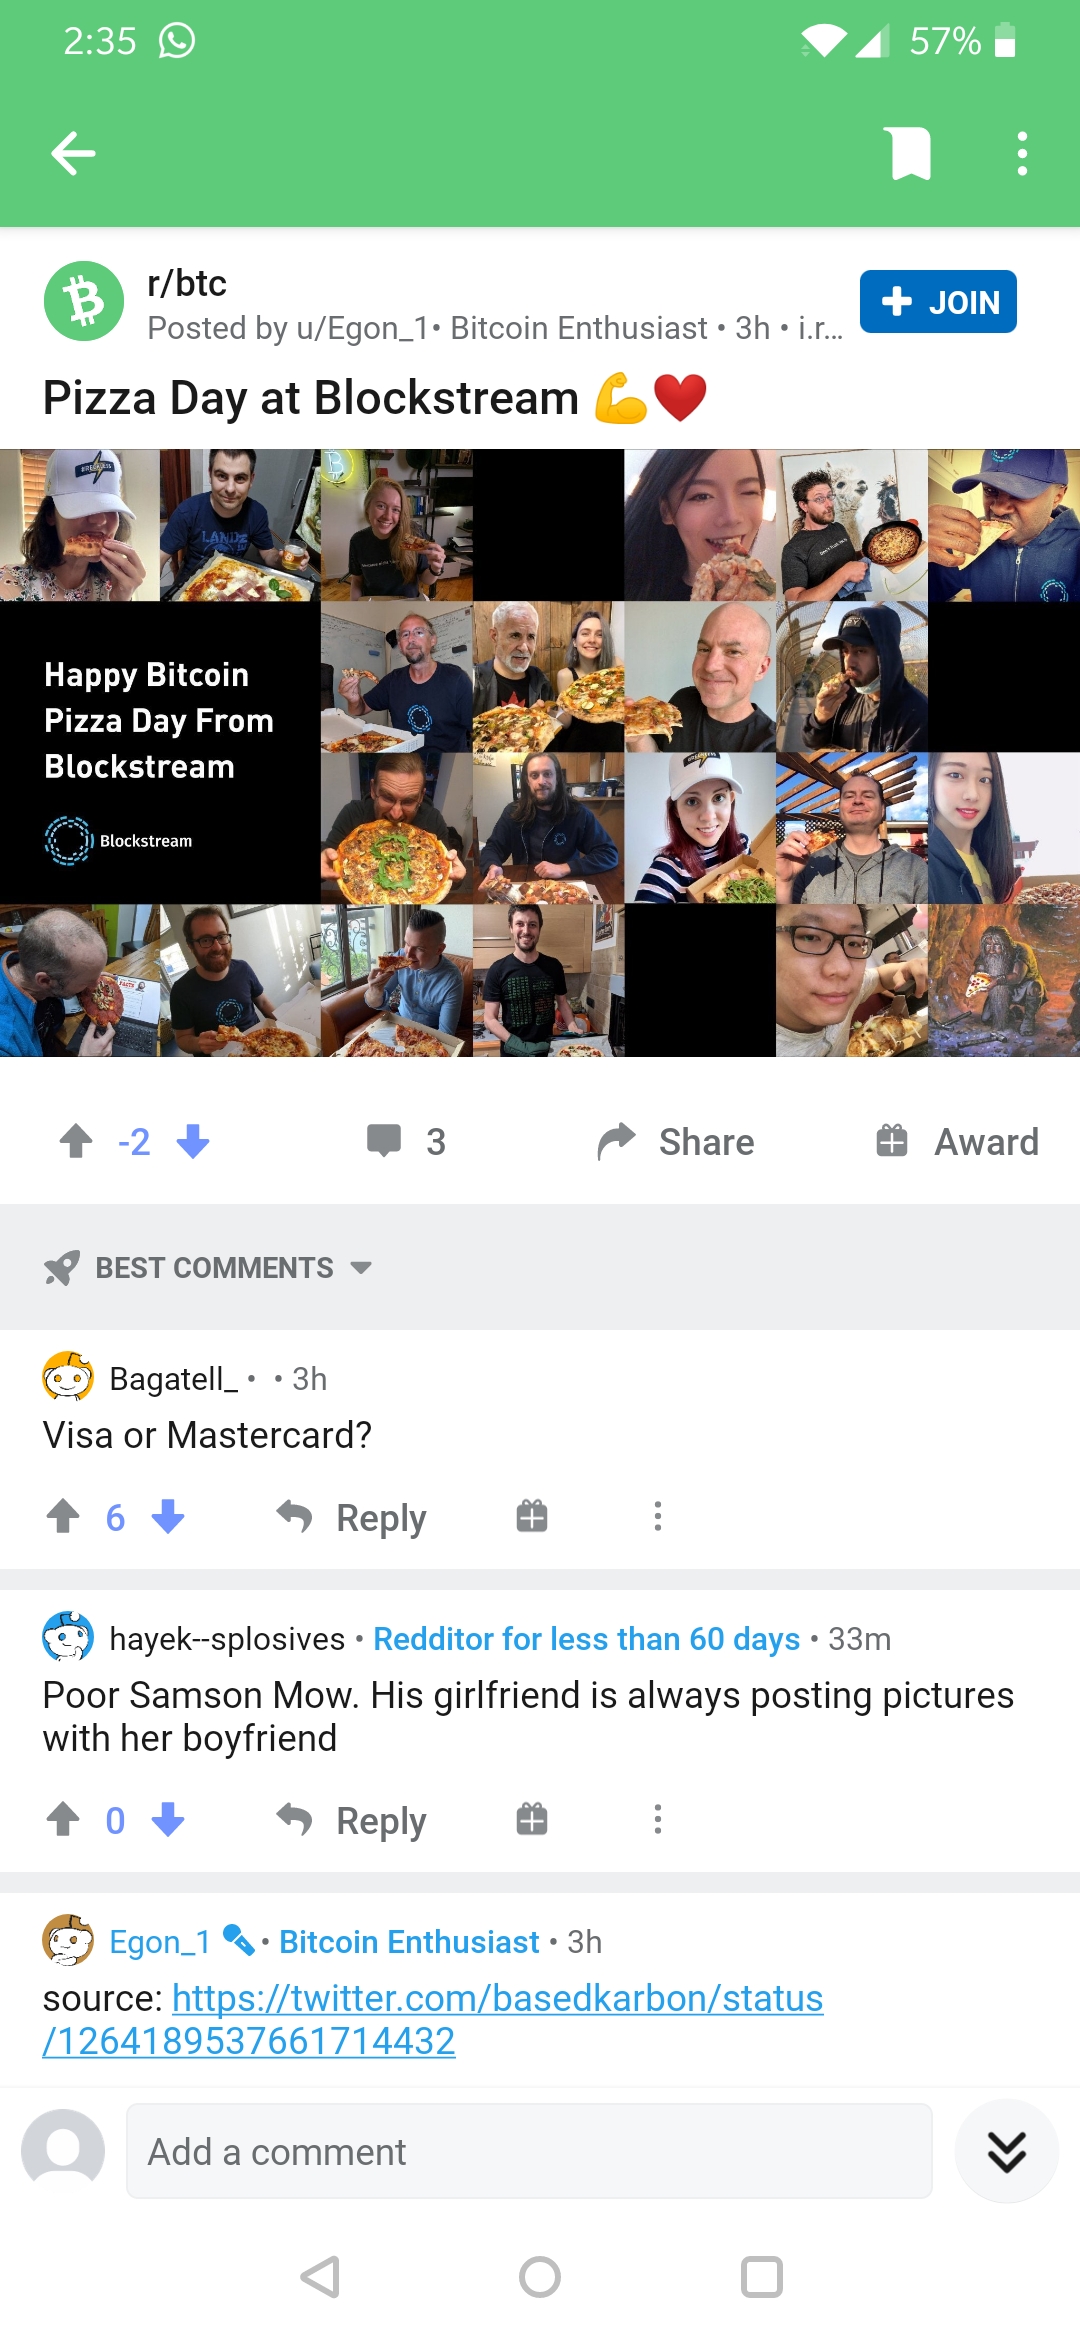 2:35
57%
r/btc
Posted by u/Egon_1• Bitcoin Enthusiast • 3h • i.r...
+ JOIN
Pizza Day at Blockstream 💪❤️
Happy Bitcoin
Pizza Day From
Blockstream
Blockstream
-2
3
Share
Award
BEST COMMENTS
Bagatell_ • • 3h
Visa or Mastercard?
6
Reply
hayek--splosives • Redditor for less than 60 days • 33m
Poor Samson Mow. His girlfriend is always posting pictures
with her boyfriend
0
Reply
Egon_1 • Bitcoin Enthusiast • 3h
source: https://twitter.com/basedkarbon/status
/1264189537661714432
Add a comment